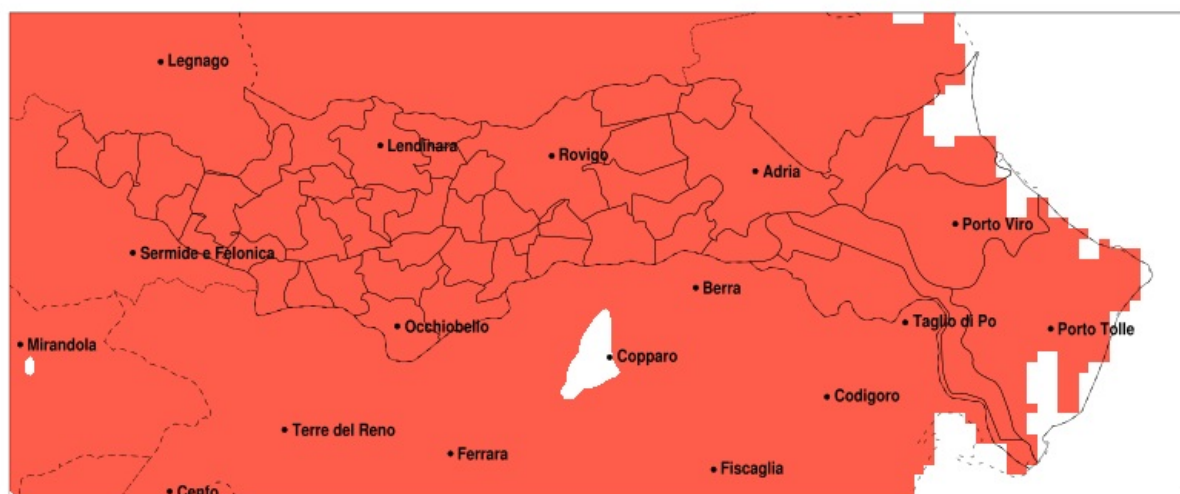 Legnago
Lendinara
Rovigo
Adria
Porto Viro
Sermide e Felonica
Berra
Occhiobello
Taglio di Po
Porto Tolle
Mirandola
Copparo
Codigoro
Terre del Reno
Ferrara
Fiscaglia
Cento